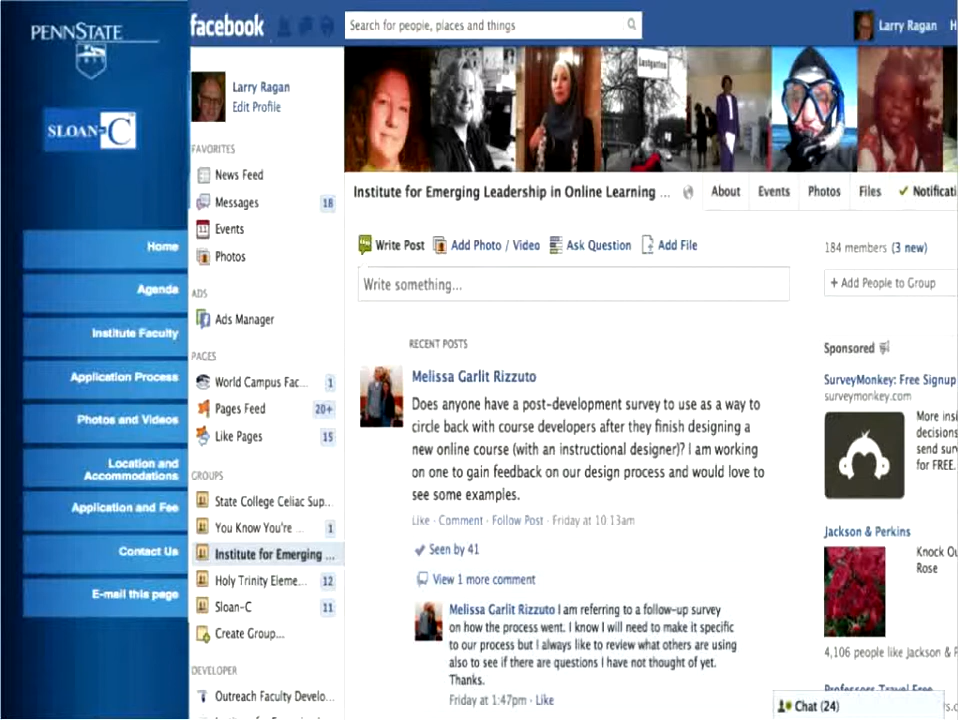 PENNSTATE
1855
SLOAN-C
Home
Agenda
Institute Faculty
Application Process
Photos and Videos
Location and
Accommodations
Application and Fee
Contact Us
E-mail this page
facebook
Search for people, places and things
Larry Ragan
H
Larry Ragan
Edit Profile
FAVORITES
News Feed
Messages 18
Events
Photos
ADS
Ads Manager
PAGES
World Campus Fac... 1
Pages Feed 20+
Like Pages 15
GROUPS
State College Celiac Sup...
You Know You're ... 1
Institute for Emerging ...
Holy Trinity Eleme... 12
Sloan-C 11
Create Group...
DEVELOPER
Outreach Faculty Develo...
Institute for Emerging Leadership in Online Learning ...
About Events Photos Files ✓ Notificati
Write Post Add Photo / Video Ask Question Add File
Write something...
RECENT POSTS
Melissa Garlit Rizzuto
Does anyone have a post-development survey to use as a way to
circle back with course developers after they finish designing a
new online course (with an instructional designer)? I am working
on one to gain feedback on our design process and would love to
see some examples.
Like · Comment · Follow Post · Friday at 10:13am
Seen by 41
View 1 more comment
Melissa Garlit Rizzuto I am referring to a follow-up survey
on how the process went. I know I will need to make it specific
to our process but I always like to review what others are using
also to see if there are questions I have not thought of yet.
Thanks.
Friday at 1:47pm · Like
184 members (3 new)
+ Add People to Group
Sponsored
SurveyMonkey: Free Signup
surveymonkey.com
More insi
decisions
send sur
for FREE.
Jackson & Perkins
Knock Ou
Rose
4,106 people like Jackson & P
Professors Travel Free
Chat (24)